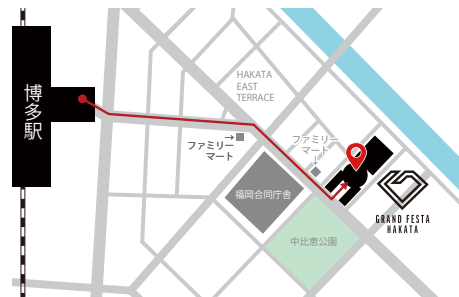 博多駅
HAKATA
EAST
TERRACE
ファミリー
マート
ファミリー
マート
福岡合同庁舎
中比恵公園
GRAND FESTA
HAKATA